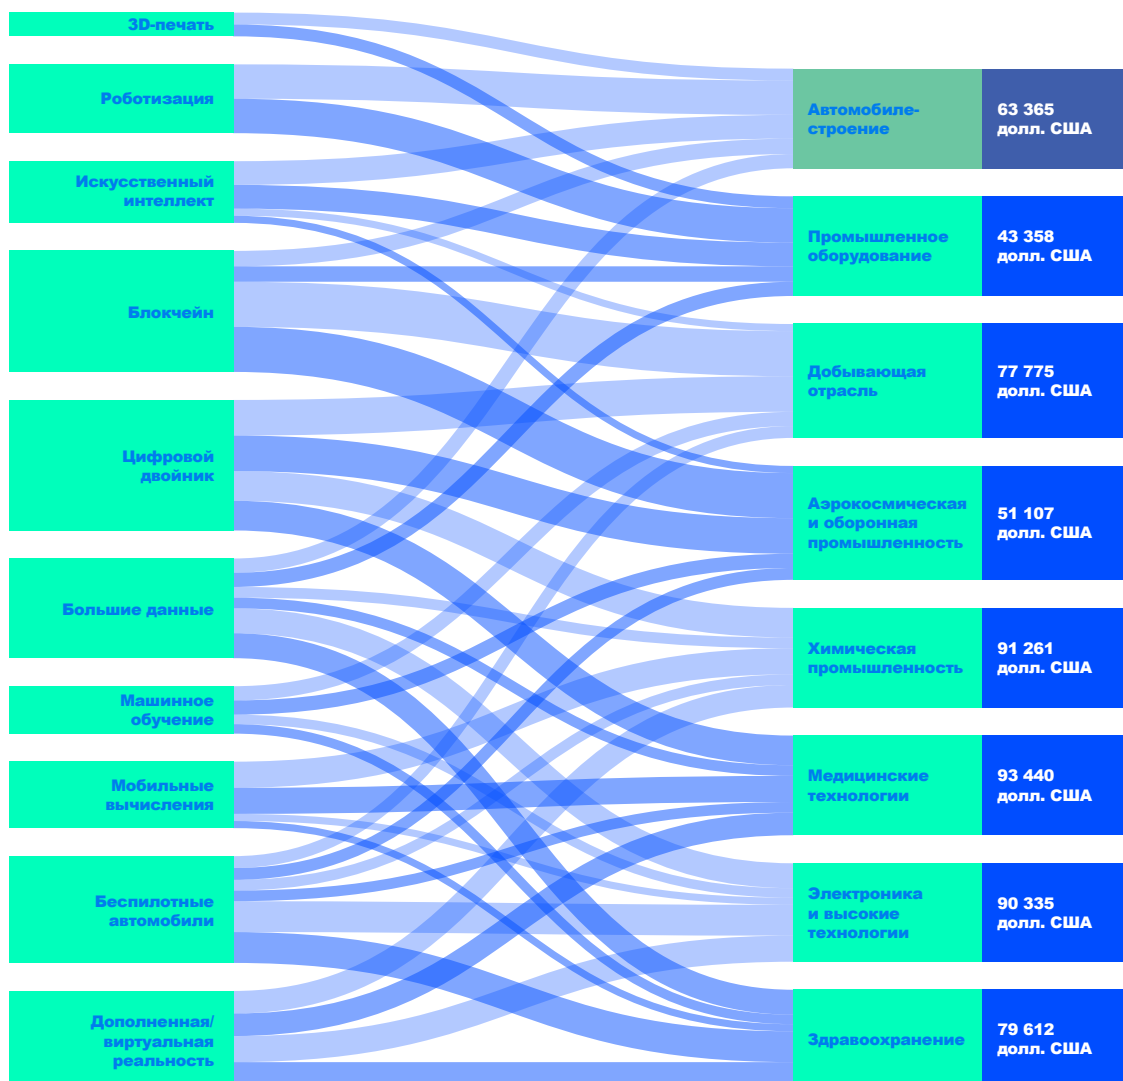 3D-печать
Роботизация
Искусственный
интеллект
Блокчейн
Цифровой
двойник
Большие данные
Машинное
обучение
Мобильные
вычисления
Беспилотные
автомобили
Дополненная/
виртуальная
реальность
Автомобиле-
строение
63 365
долл. США
Промышленное
оборудование
43 358
долл. США
Добывающая
отрасль
77 775
долл. США
Аэрокосмическая
и оборонная
промышленность
51 107
долл. США
Химическая
промышленность
91 261
долл. США
Медицинские
технологии
93 440
долл. США
Электроника
и высокие
технологии
90 335
долл. США
Здравоохранение
79 612
долл. США